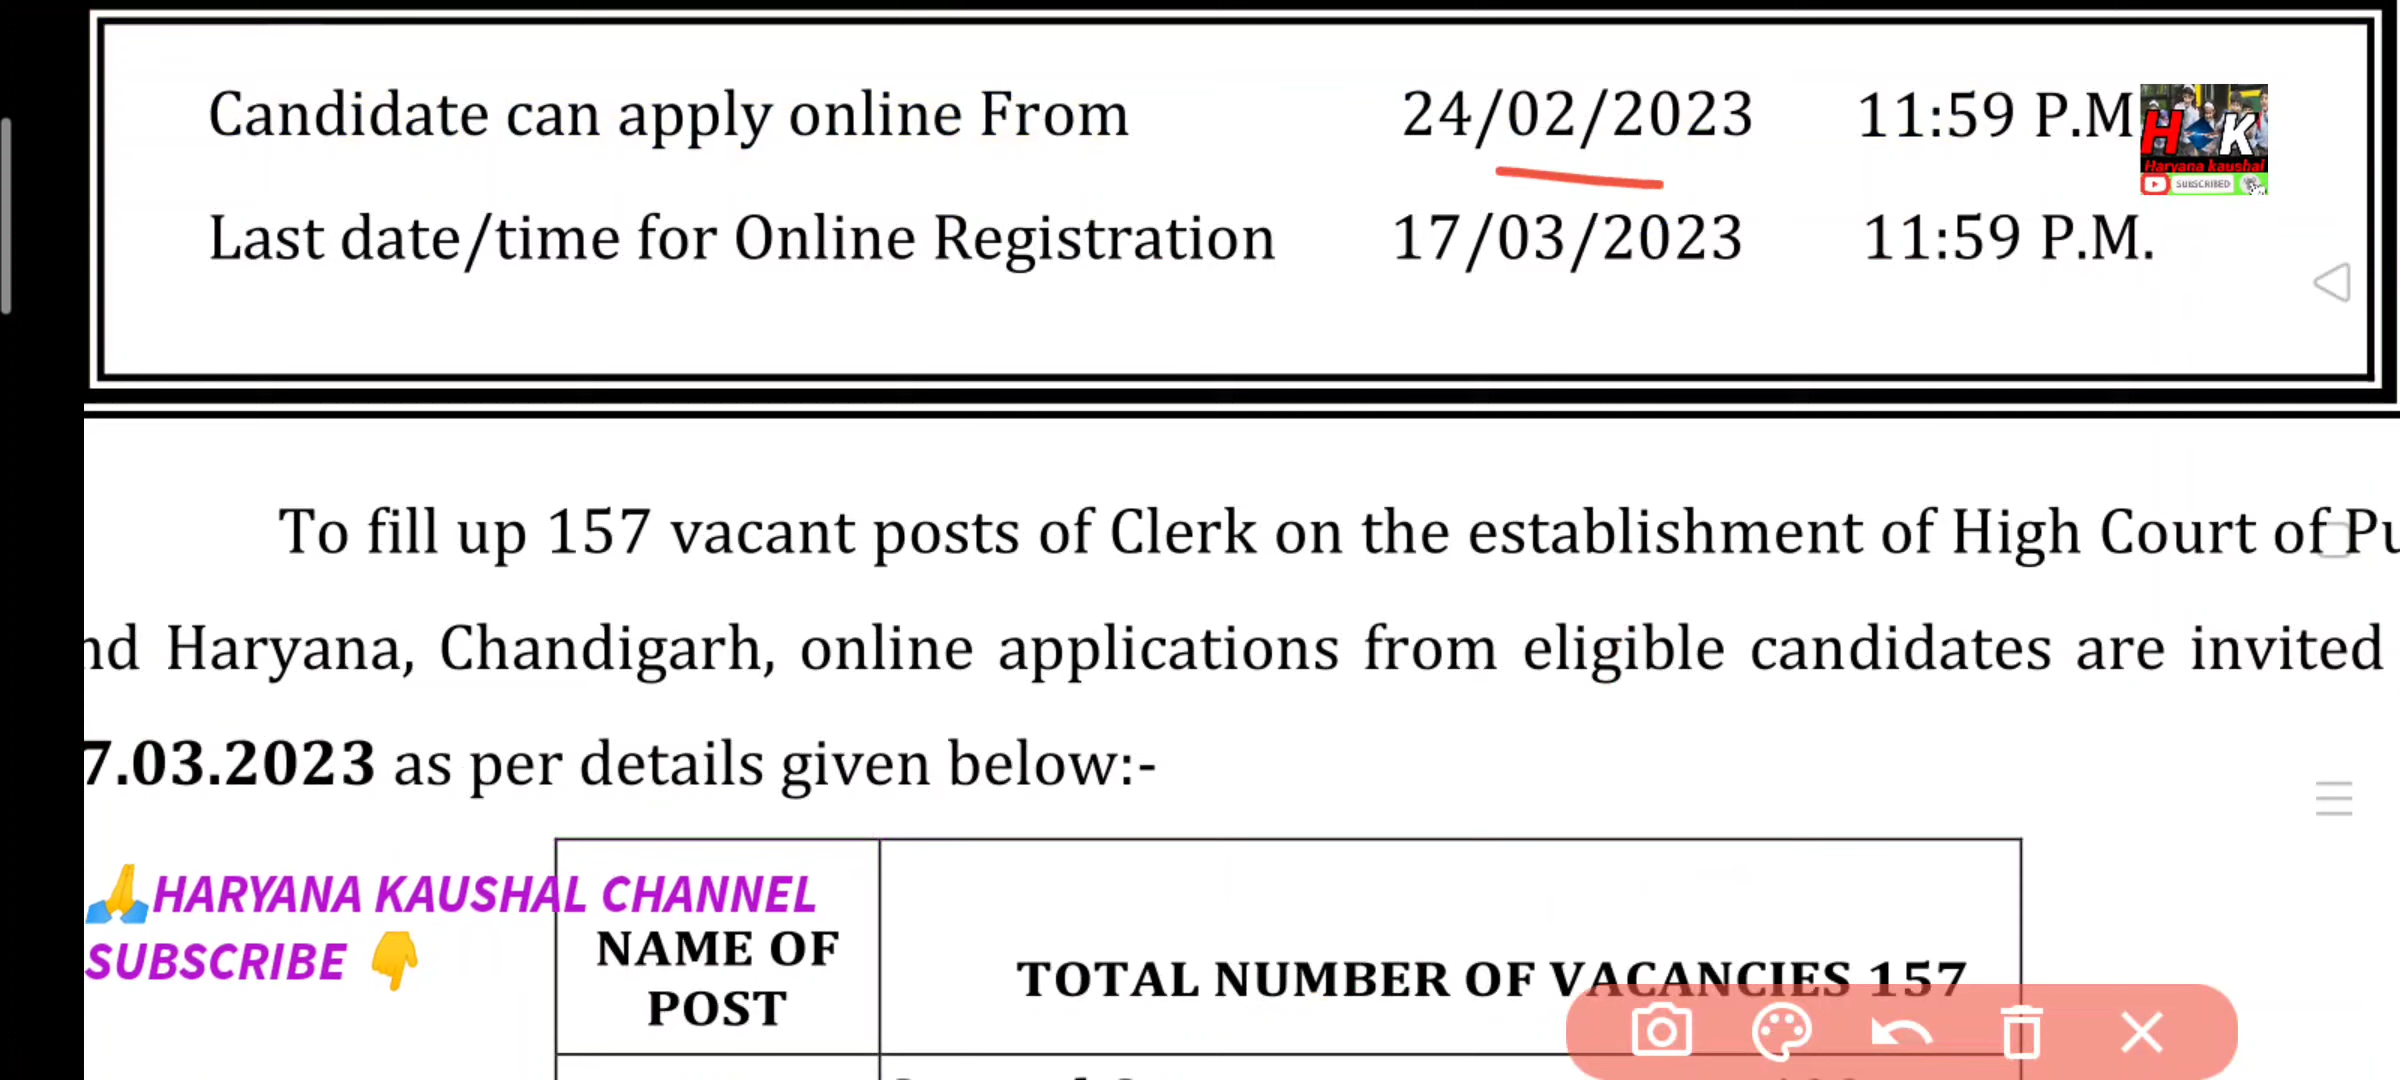 Candidate can apply online From 24/02/2023 11:59 P.M
H K
Haryana kaushal
SUBSCRIBED
Last date/time for Online Registration 17/03/2023 11:59 P.M.
To fill up 157 vacant posts of Clerk on the establishment of High Court of Pu
nd Haryana, Chandigarh, online applications from eligible candidates are invited
7.03.2023 as per details given below:-
🙏HARYANA KAUSHAL CHANNEL
SUBSCRIBE 👇
NAME OF
POST
TOTAL NUMBER OF VACANCIES 157